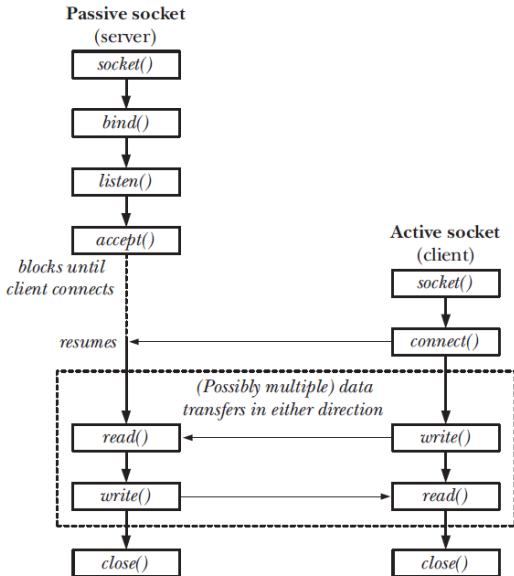 Passive socket
(server)
socket()
bind()
listen()
accept()
blocks until
client connects
resumes
Active socket
(client)
socket()
connect()
(Possibly multiple) data
transfers in either direction
read()
write()
write()
read()
close()
close()